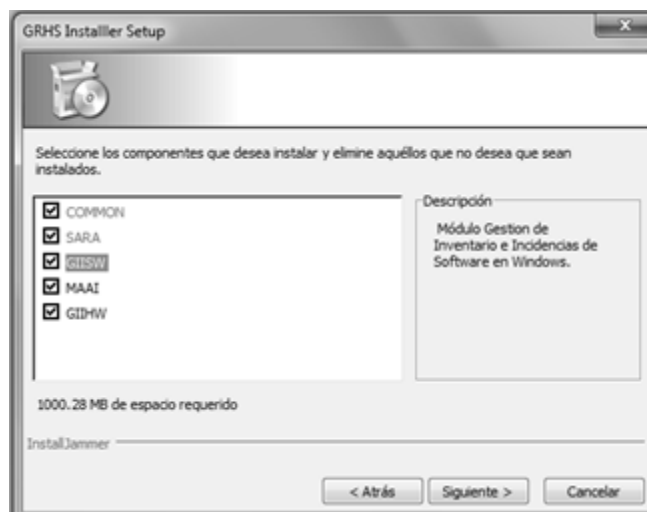 GRHS Installler Setup
Seleccione los componentes que desea instalar y elimine aquéllos que no desea que sean
instalados.
COMMON
SARA
GIISW
MAAI
GIIHW
Descripción
Módulo Gestion de
Inventario e Incidencias de
Software en Windows.
1000.28 MB de espacio requerido
InstallJammer
< Atrás
Siguiente >
Cancelar